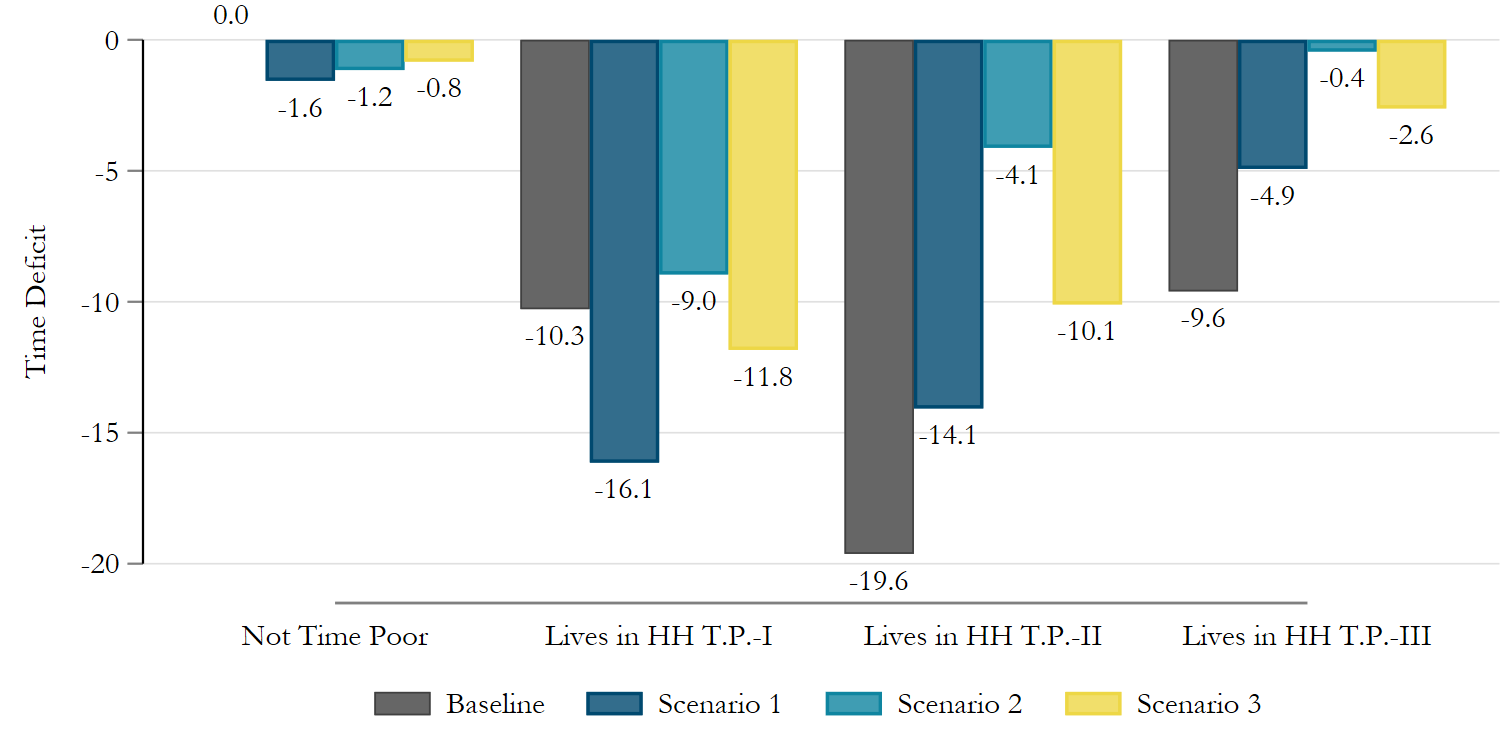 0.0
0
-1.6
-1.2
-0.8
-0.4
-2.6
-4.1
-5
-4.9
-9.0
-10
-9.6
-10.3
-10.1
-11.8
-14.1
-15
-16.1
-20
-19.6
Time Deficit
Not Time Poor
Lives in HH T.P.-I
Lives in HH T.P.-II
Lives in HH T.P.-III
Baseline
Scenario 1
Scenario 2
Scenario 3